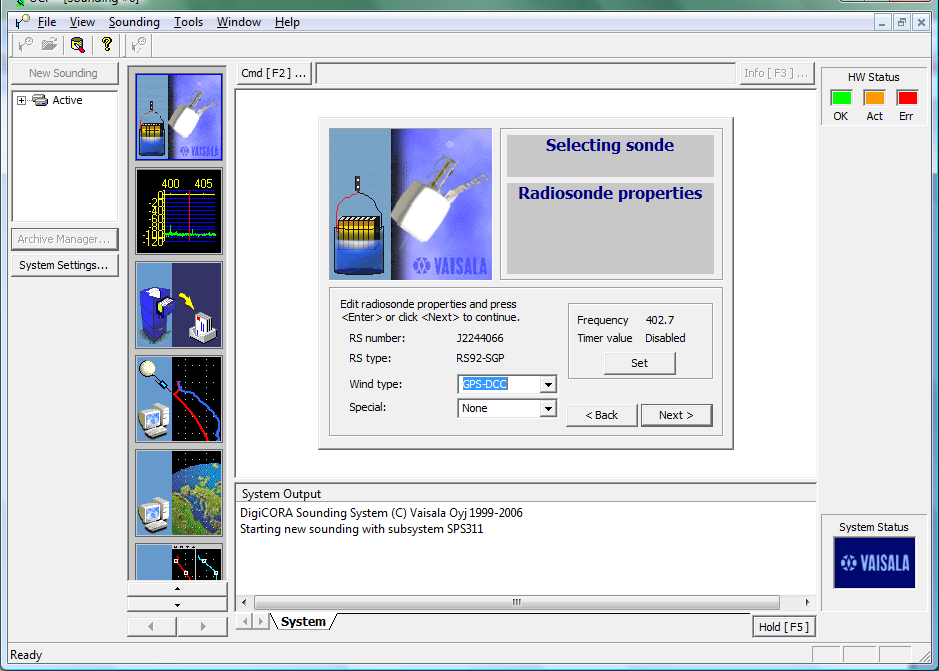 File View Sounding Tools Window Help
New Sounding
Active
Archive Manager...
System Settings...
VAISALA
400 405
Cmd [ F2 ] ...
Info [ F3 ] ...
HW Status
OK Act Err
VAISALA
Selecting sonde
Radiosonde properties
Edit radiosonde properties and press
<Enter> or click <Next> to continue.
RS number: J2244066
RS type: RS92-SGP
Wind type: GPS-DCC
Special: None
Frequency 402.7
Timer value Disabled
Set
< Back Next >
System Output
DigiCORA Sounding System (C) Vaisala Oyj 1999-2006
Starting new sounding with subsystem SPS311
System
Hold [ F5 ]
System Status
VAISALA
Ready